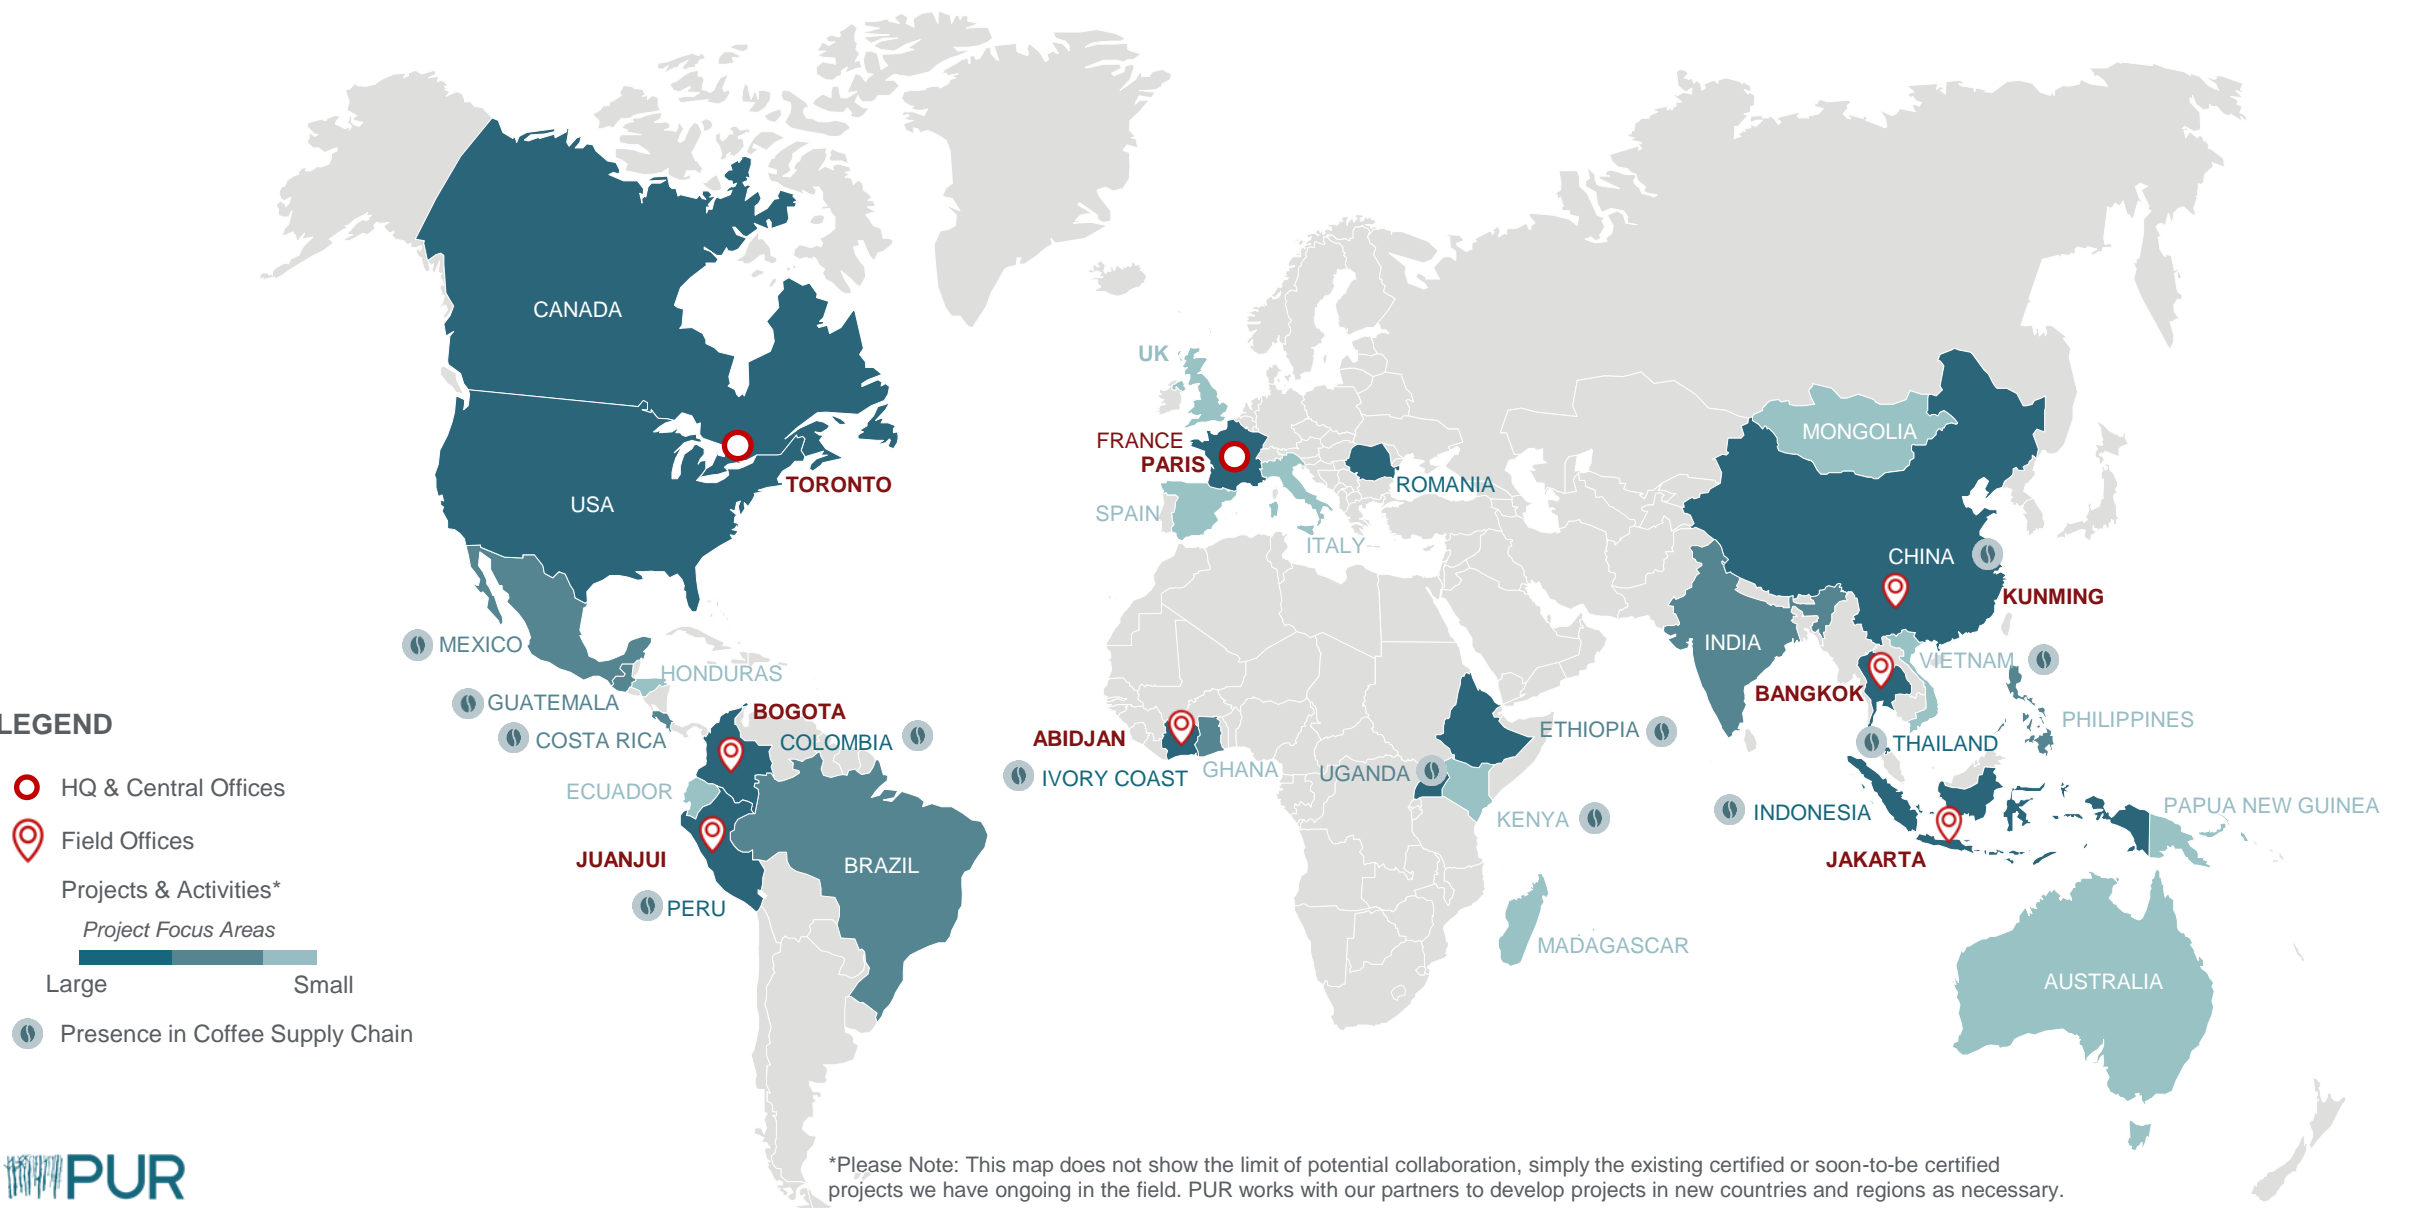 CANADA
USA
TORONTO
MEXICO
HONDURAS
GUATEMALA
COSTA RICA
BOGOTA
COLOMBIA
ECUADOR
JUANJUI
PERU
BRAZIL
UK
FRANCE
PARIS
SPAIN
ITALY
ROMANIA
ABIDJAN
IVORY COAST
GHANA
UGANDA
ETHIOPIA
KENYA
MADAGASCAR
MONGOLIA
CHINA
KUNMING
INDIA
VIETNAM
BANGKOK
PHILIPPINES
THAILAND
INDONESIA
PAPUA NEW GUINEA
JAKARTA
AUSTRALIA
LEGEND
HQ & Central Offices
Field Offices
Projects & Activities*
Project Focus Areas
Large Small
Presence in Coffee Supply Chain
PUR
*Please Note: This map does not show the limit of potential collaboration, simply the existing certified or soon-to-be certified
projects we have ongoing in the field. PUR works with our partners to develop projects in new countries and regions as necessary.